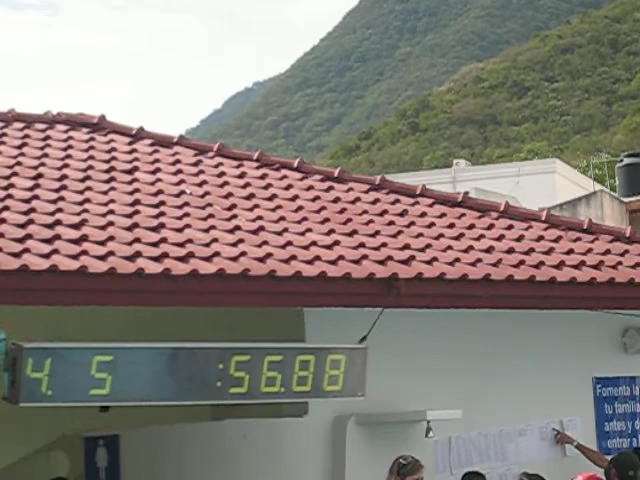 4. 5 :56.88
Fomenta la
tu familia
antes y d
entrar a l